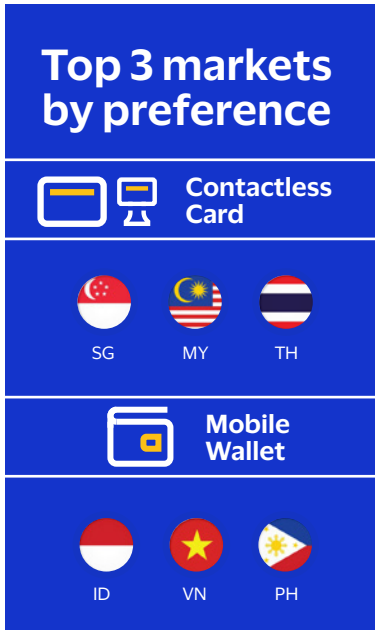 Top 3 markets
by preference
Contactless
Card
SG MY TH
Mobile
Wallet
ID VN PH